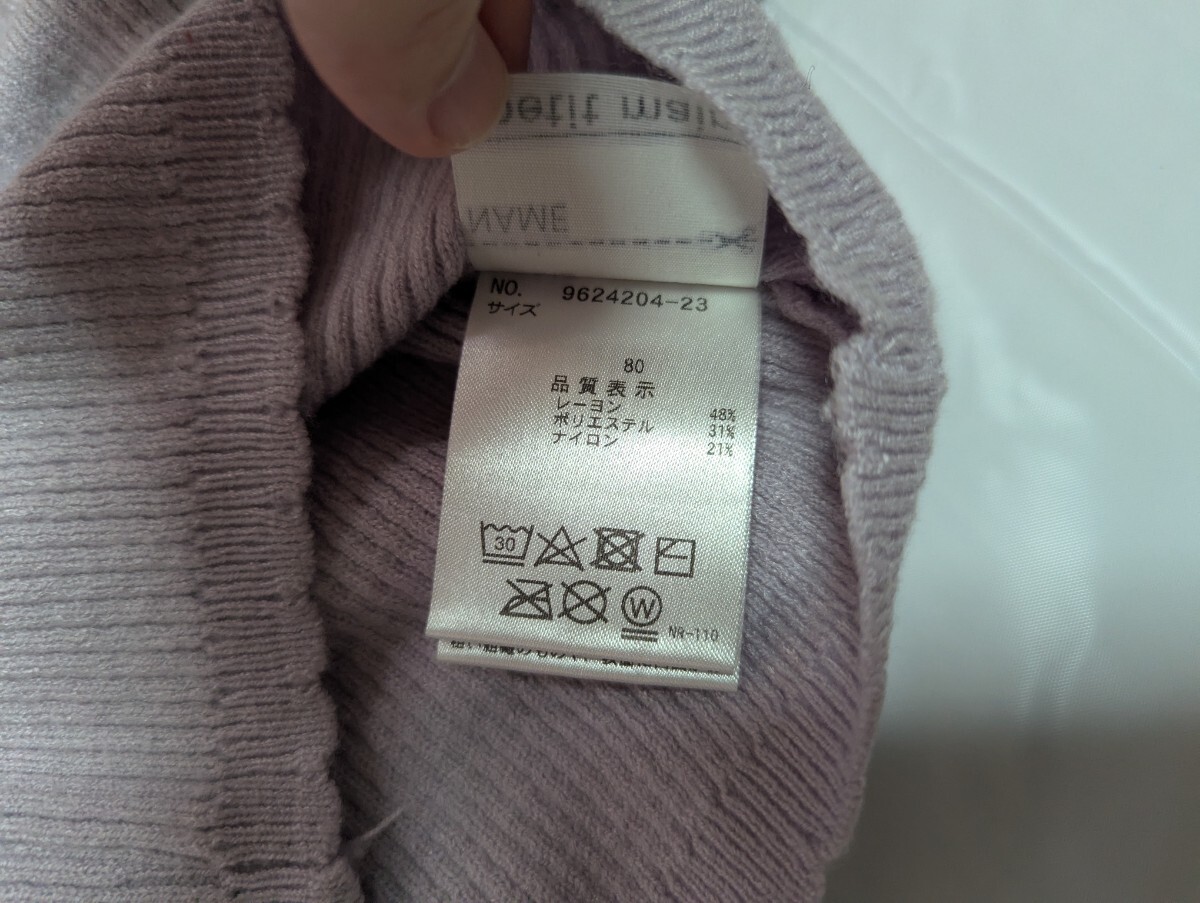 petit main
NAME
NO. 9624204-23
サイズ
80
品質表示
レーヨン 48%
ポリエステル 31%
ナイロン 21%
30
W
NR-110